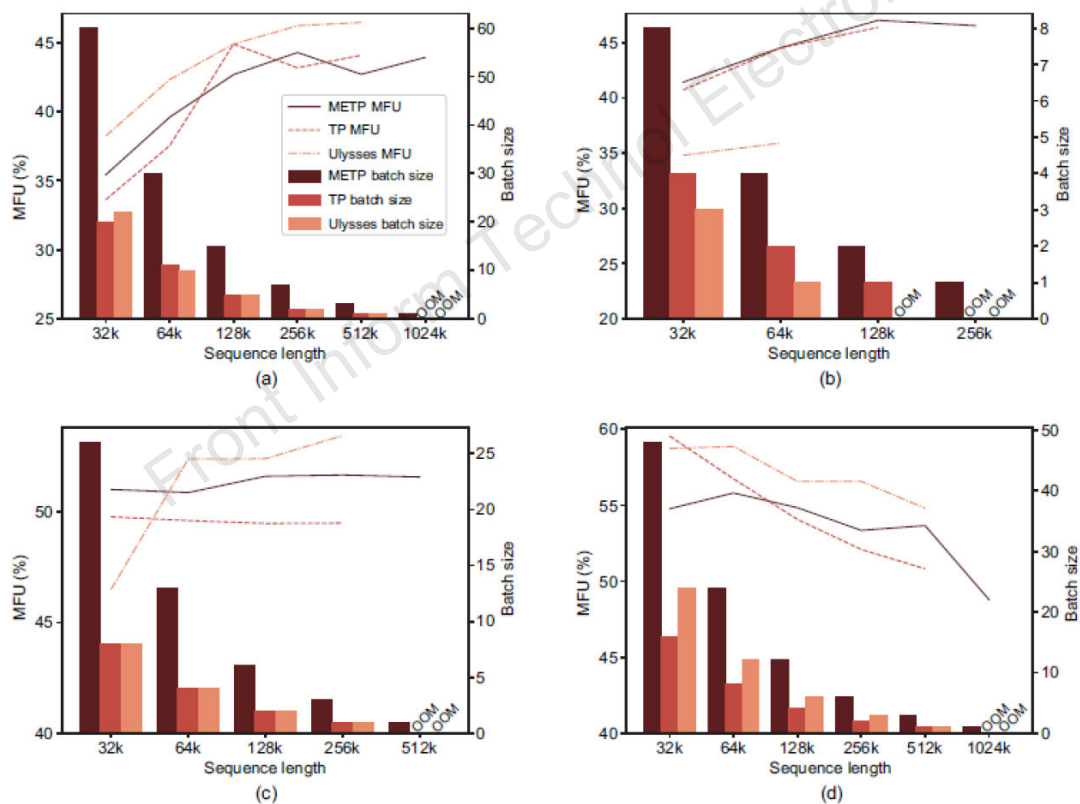 Front Inform Technol Electron
MFU (%)
45
40
35
30
25
60
50
40
30
20
10
0
Batch size
METP MFU
TP MFU
Ulysses MFU
METP batch size
TP batch size
Ulysses batch size
OOM
OOM
32k 64k 128k 256k 512k 1024k
Sequence length
(a)
MFU (%)
45
40
35
30
25
20
8
7
6
5
4
3
2
1
0
Batch size
OOM
OOM
OOM
32k 64k 128k 256k
Sequence length
(b)
MFU (%)
50
45
40
25
20
15
10
5
0
Batch size
OOM
OOM
32k 64k 128k 256k 512k
Sequence length
(c)
MFU (%)
60
55
50
45
40
50
40
30
20
10
0
Batch size
OOM
OOM
32k 64k 128k 256k 512k 1024k
Sequence length
(d)